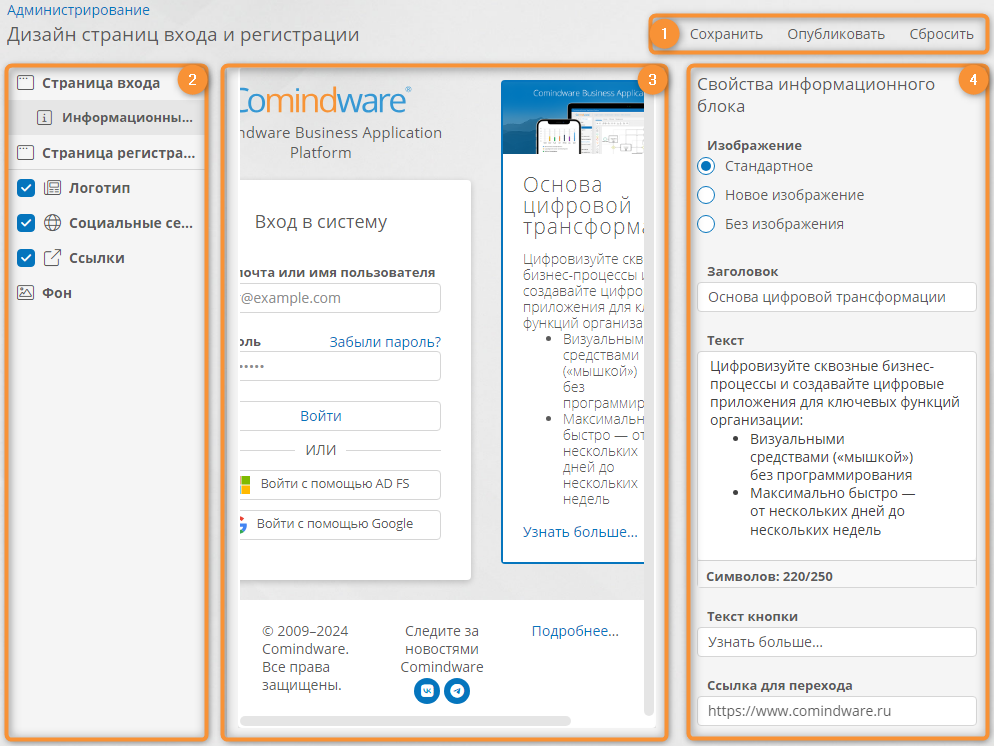 Администрирование
Дизайн страниц входа и регистрации
1
Сохранить Опубликовать Сбросить
2
Страница входа
Информационны...
Страница регистра...
Логотип
Социальные се...
Ссылки
Фон
3
Comindware®
ndware Business Application
Platform
Вход в систему
почта или имя пользователя
@example.com
оль Забыли пароль?
•••••
Войти
ИЛИ
Войти с помощью AD FS
Войти с помощью Google
Comindware Business Applica
Основа
цифровой
трансформа
Цифровизуйте скв
бизнес-процессы и
создавайте цифро
приложения для кл
функций организа
• Визуальным
средствами
(«мышкой»)
без
программир
• Максимальн
быстро — от
нескольких
дней до
нескольких
недель
Узнать больше...
© 2009–2024
Comindware.
Все права
защищены.
Следите за
новостями
Comindware
Подробнее...
4
Свойства информационного
блока
Изображение
Стандартное
Новое изображение
Без изображения
Заголовок
Основа цифровой трансформации
Текст
Цифровизуйте сквозные бизнес-
процессы и создавайте цифровые
приложения для ключевых функций
организации:
• Визуальными
средствами («мышкой»)
без программирования
• Максимально быстро —
от нескольких дней до
нескольких недель
Символов: 220/250
Текст кнопки
Узнать больше...
Ссылка для перехода
https://www.comindware.ru